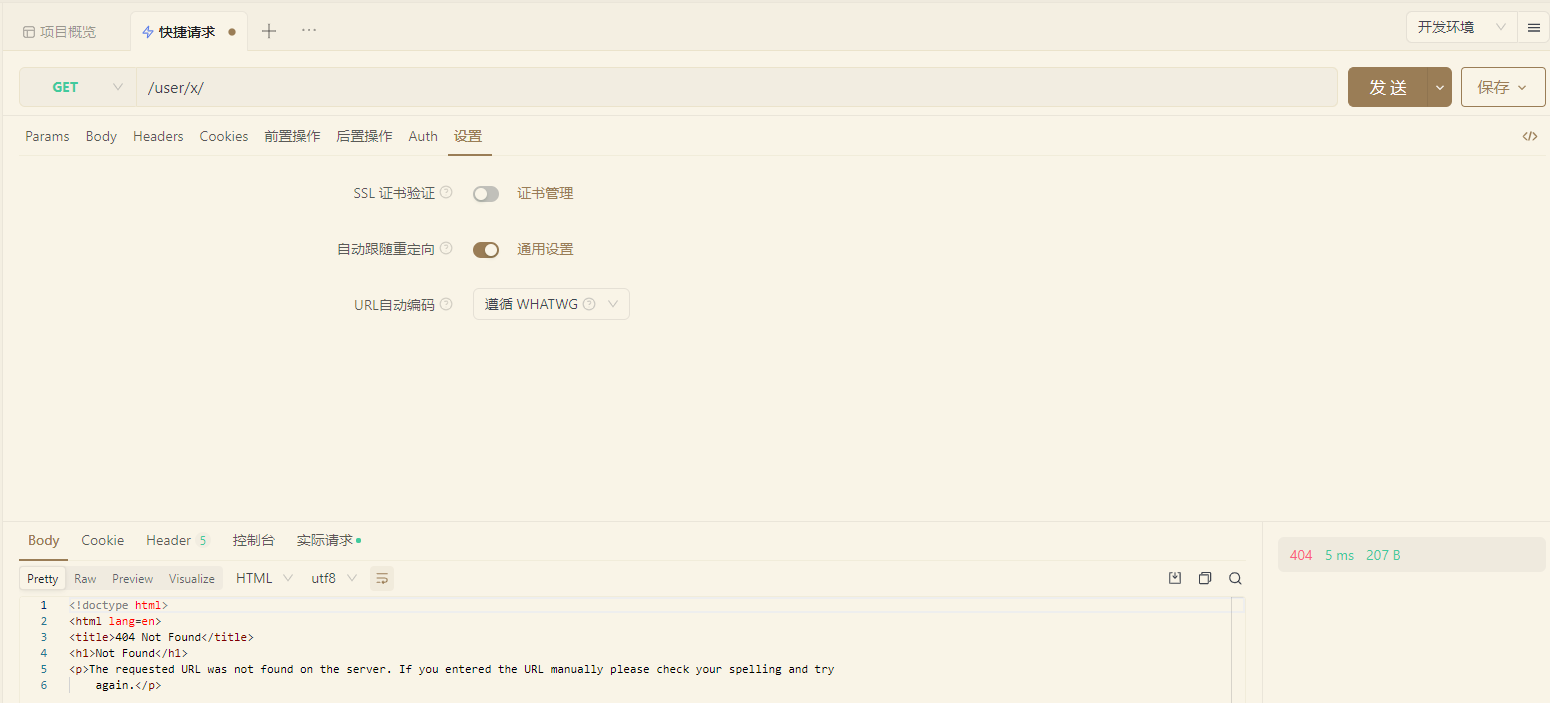 项目概览 快捷请求 开发环境
GET /user/x/ 发送 保存
Params Body Headers Cookies 前置操作 后置操作 Auth 设置 </>
SSL 证书验证 ? 证书管理
自动跟随重定向 ? 通用设置
URL自动编码 ? 遵循 WHATWG ?
Body Cookie Header 5 控制台 实际请求
404 5 ms 207 B
Pretty Raw Preview Visualize HTML utf8
1 <!doctype html>
2 <html lang=en>
3 <title>404 Not Found</title>
4 <h1>Not Found</h1>
5 <p>The requested URL was not found on the server. If you entered the URL manually please check your spelling and try
6 again.</p>